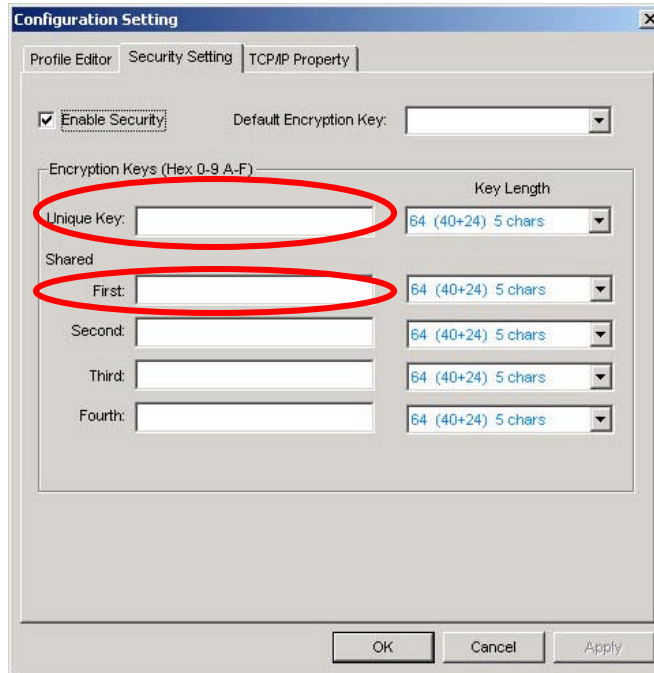 Configuration Setting
Profile Editor Security Setting TCP/IP Property
Enable Security Default Encryption Key:
Encryption Keys (Hex 0-9 A-F)
Key Length
Unique Key: 64 (40+24) 5 chars
Shared
First: 64 (40+24) 5 chars
Second: 64 (40+24) 5 chars
Third: 64 (40+24) 5 chars
Fourth: 64 (40+24) 5 chars
OK Cancel Apply